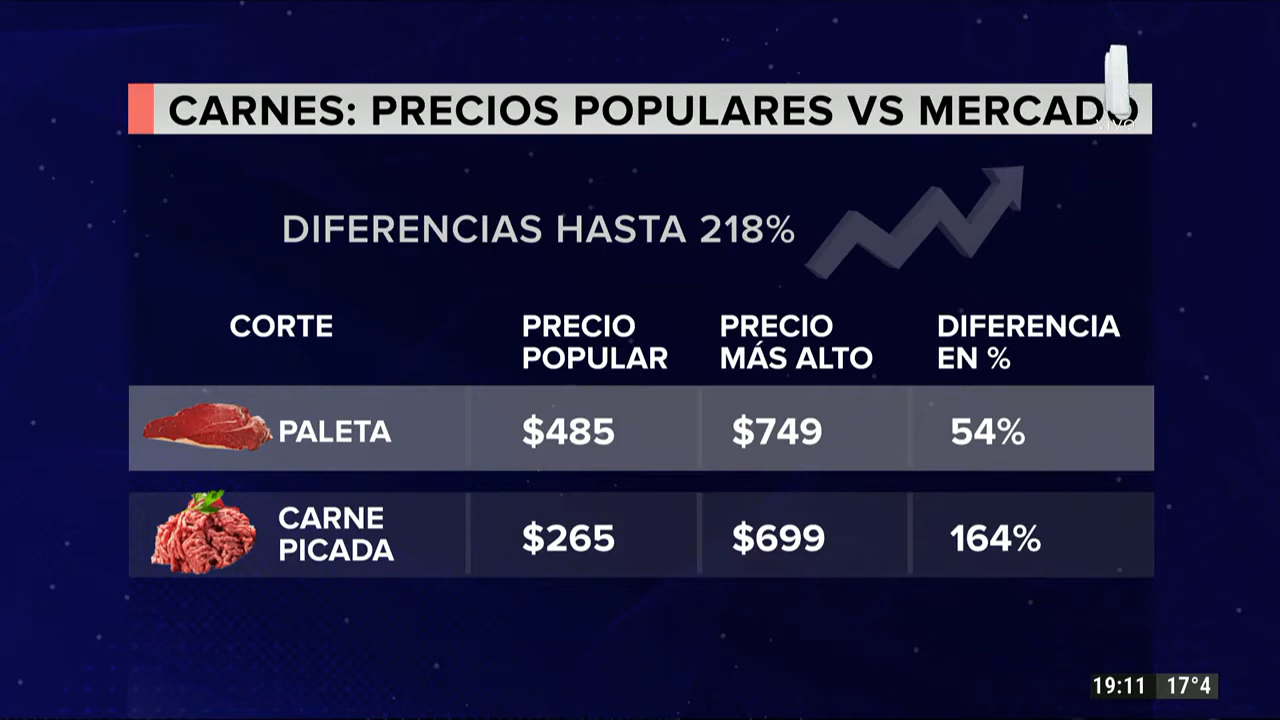 CARNES: PRECIOS POPULARES VS MERCADO
VIVO
DIFERENCIAS HASTA 218%
CORTE
PRECIO
POPULAR
PRECIO
MÁS ALTO
DIFERENCIA
EN %
PALETA
$485
$749
54%
CARNE
PICADA
$265
$699
164%
19:11 17°4